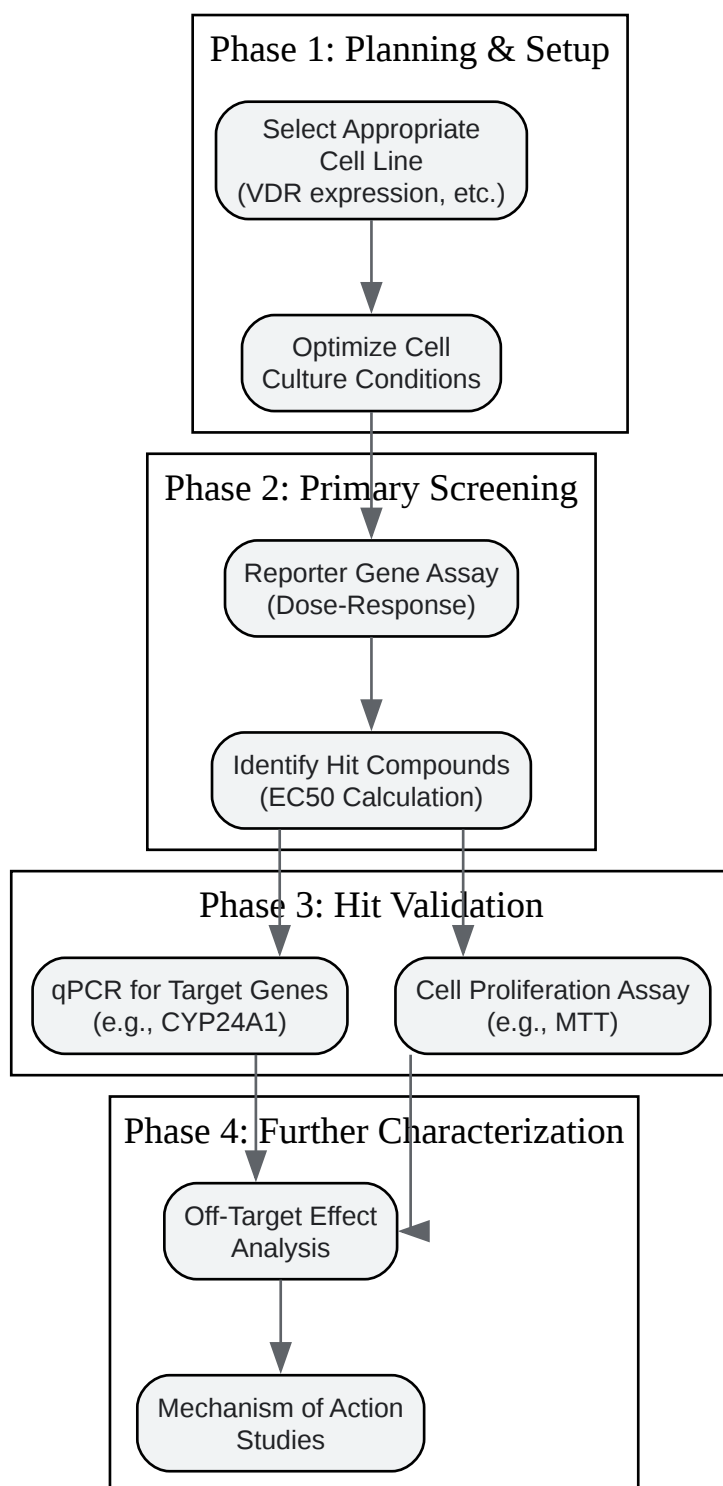 Phase 1: Planning & Setup
Select Appropriate
Cell Line
(VDR expression, etc.)
Optimize Cell
Culture Conditions
Phase 2: Primary Screening
Reporter Gene Assay
(Dose-Response)
Identify Hit Compounds
(EC50 Calculation)
Phase 3: Hit Validation
qPCR for Target Genes
(e.g., CYP24A1)
Cell Proliferation Assay
(e.g., MTT)
Phase 4: Further Characterization
Off-Target Effect
Analysis
Mechanism of Action
Studies